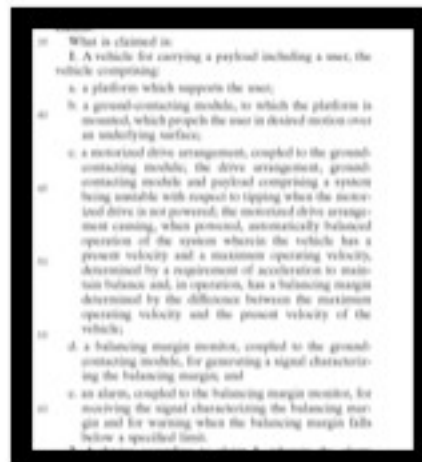 What is claimed is:
1. A vehicle for carrying a payload including a user, the
vehicle comprising:
a. a platform which supports the user;
b. a ground-contacting module, to which the platform is
mounted, which propels the user in desired motion over
an underlying surface;
c. a motorized drive arrangement, coupled to the ground-
contacting module; the drive arrangement, ground-
contacting module and payload comprising a system
being unstable with respect to tipping when the motor-
ized drive is not powered; the motorized drive arrange-
ment causing, when powered, automatically balanced
operation of the system wherein the vehicle has a
present velocity and a maximum operating velocity,
determined by a requirement of acceleration to main-
tain balance and, in operation, has a balancing margin
determined by the difference between the maximum
operating velocity and the present velocity of the
vehicle;
d. a balancing margin monitor, coupled to the ground-
contacting module, for generating a signal characteriz-
ing the balancing margin; and
e. an alarm, coupled to the balancing margin monitor, for
receiving the signal characterizing the balancing mar-
gin and for warning when the balancing margin falls
below a specified limit.